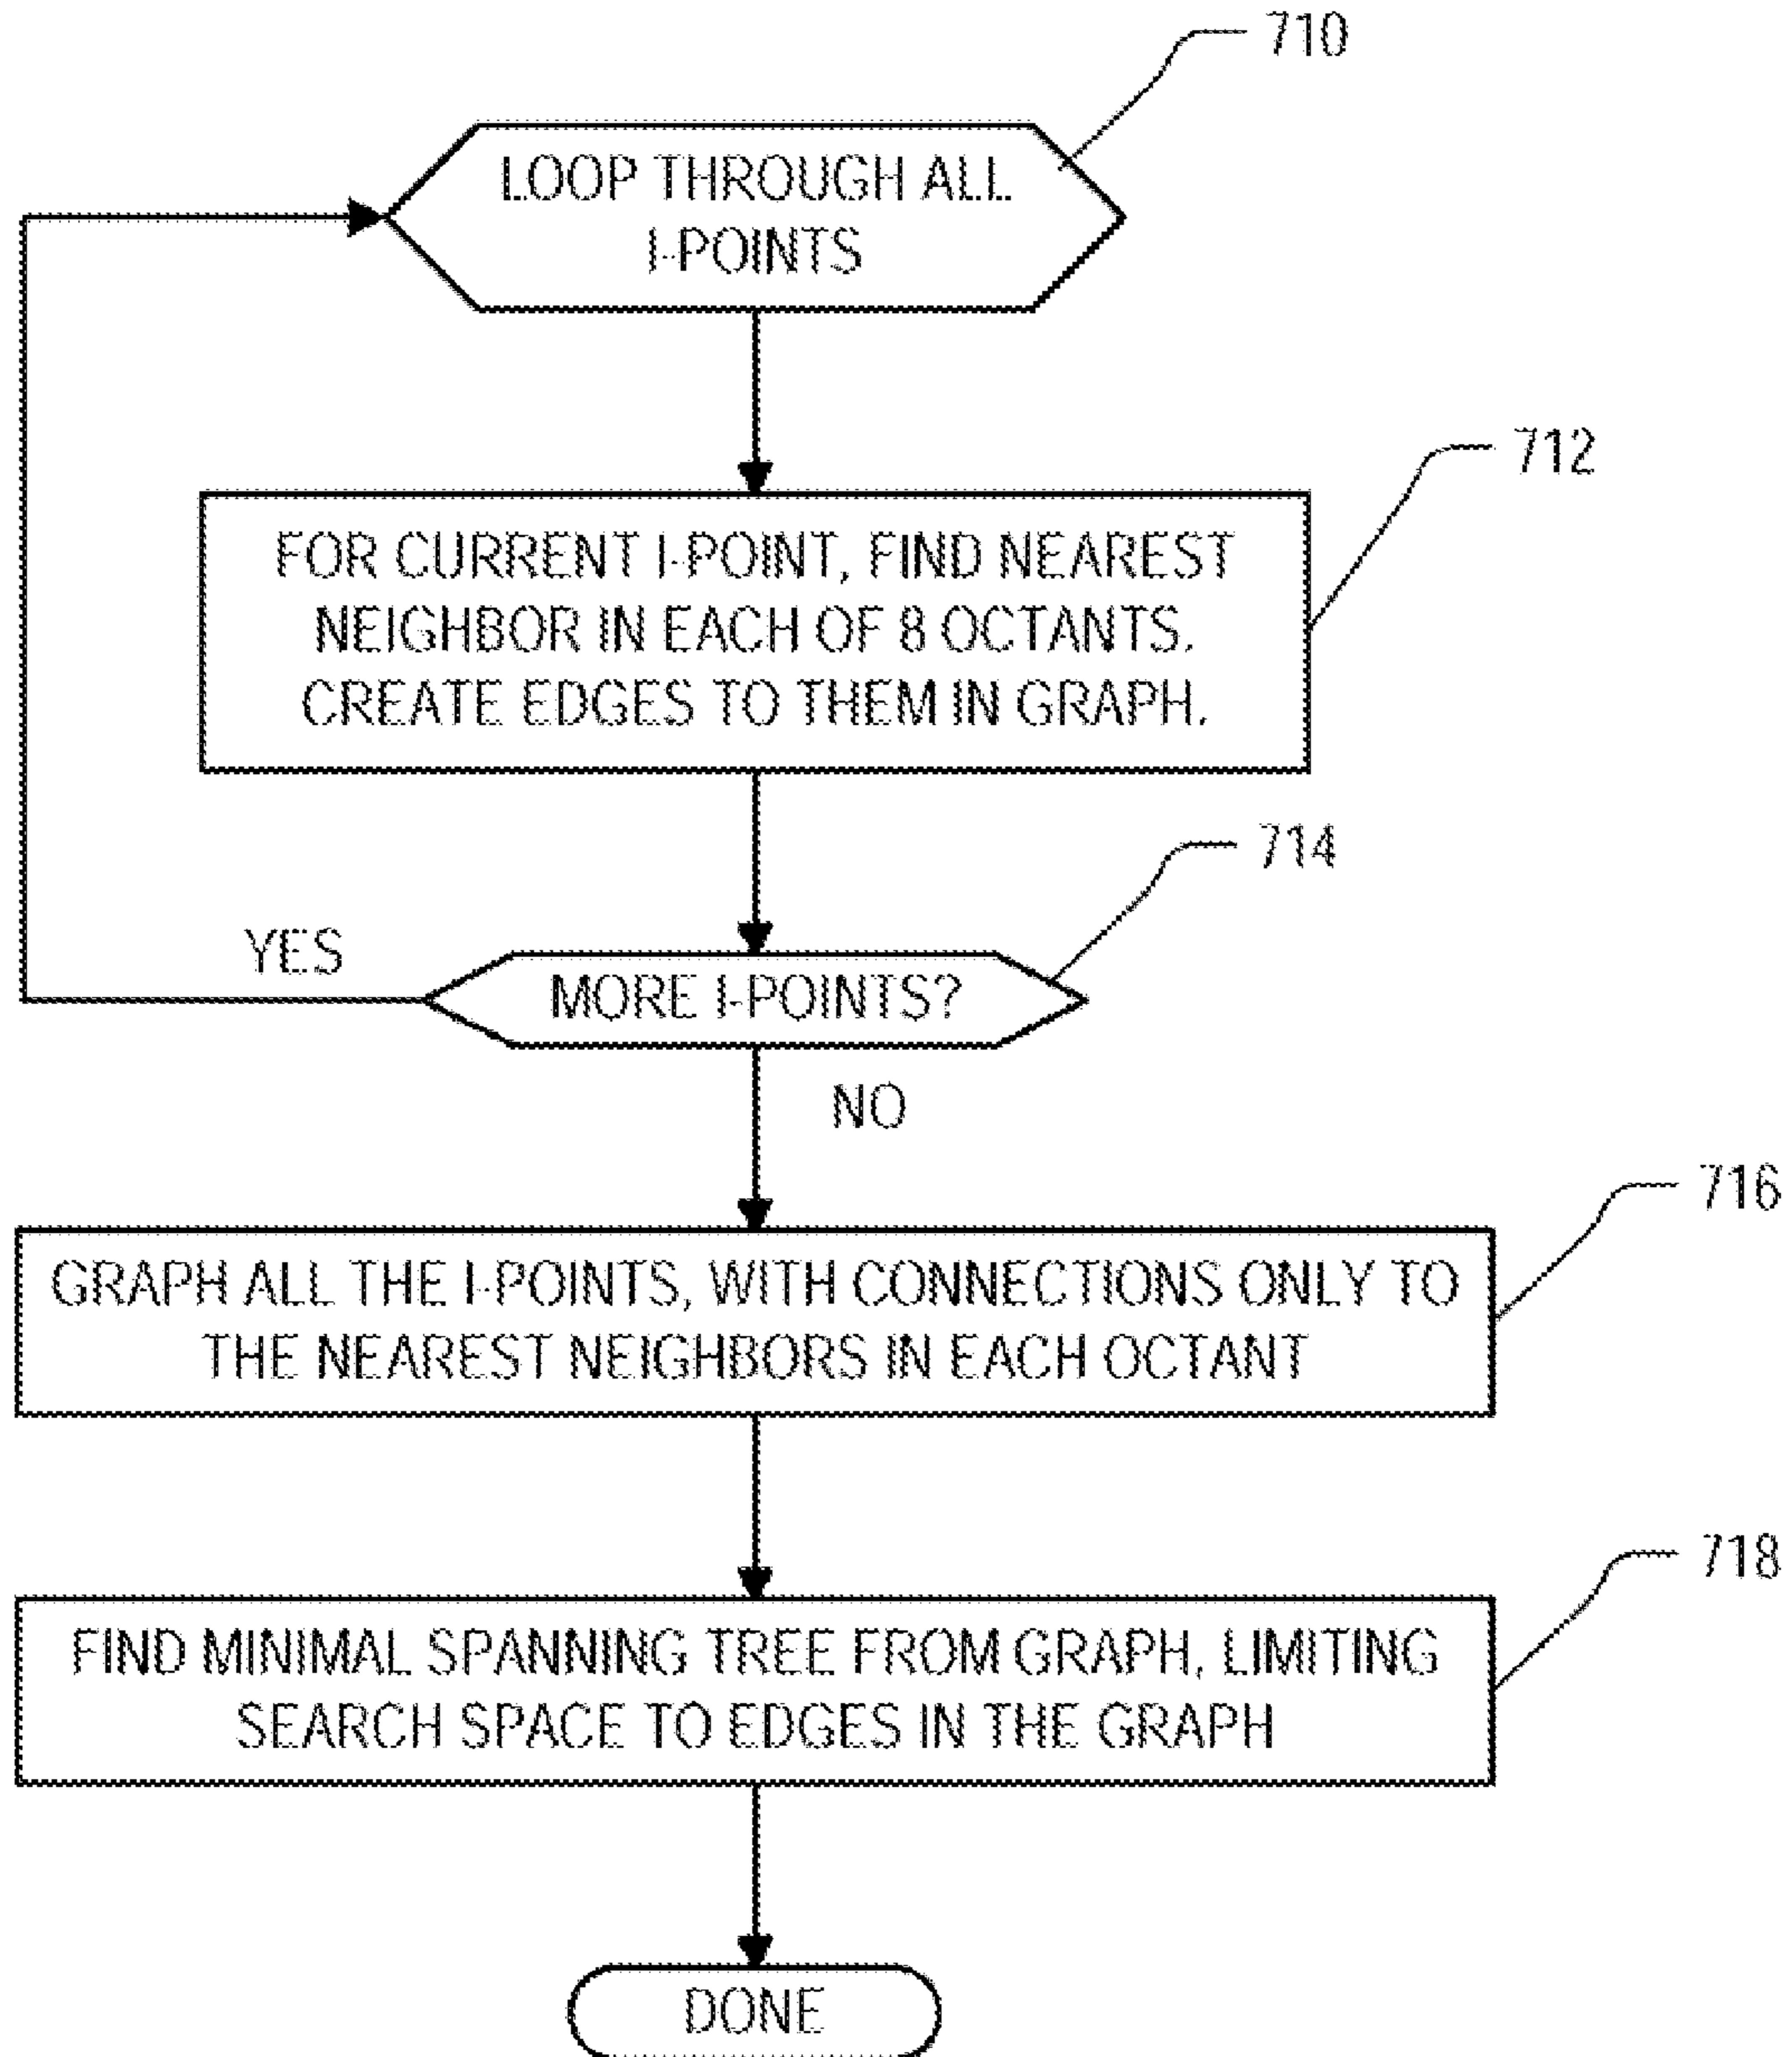 710
LOOP THROUGH ALL
I-POINTS
712
FOR CURRENT I-POINT, FIND NEAREST
NEIGHBOR IN EACH OF 8 OCTANTS.
CREATE EDGES TO THEM IN GRAPH.
714
YES
MORE I-POINTS?
NO
716
GRAPH ALL THE I-POINTS, WITH CONNECTIONS ONLY TO
THE NEAREST NEIGHBORS IN EACH OCTANT
718
FIND MINIMAL SPANNING TREE FROM GRAPH, LIMITING
SEARCH SPACE TO EDGES IN THE GRAPH
DONE